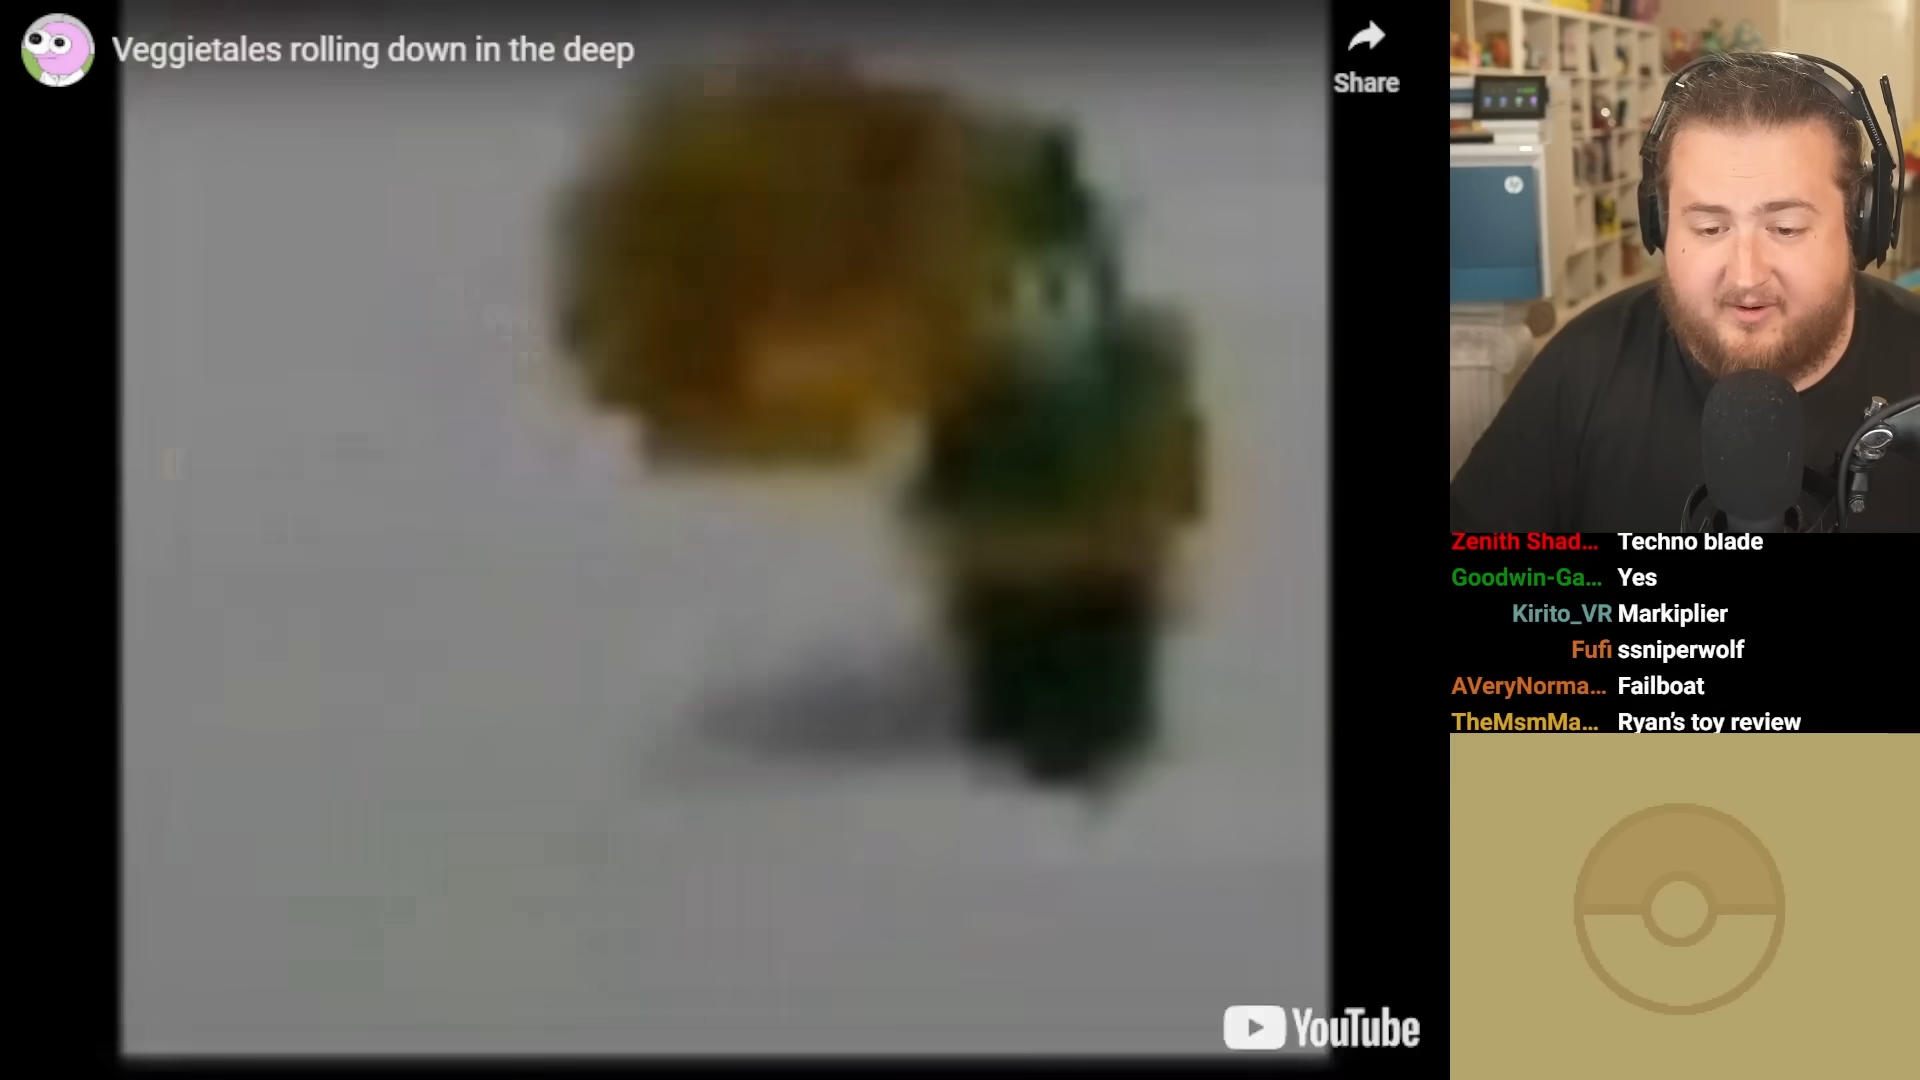 Veggietales rolling down in the deep
Share
Zenith Shad... Techno blade
Goodwin-Ga... Yes
Kirito_VR Markiplier
Fufi ssniperwolf
AVeryNorma... Failboat
TheMsmMa... Ryan's toy review
YouTube